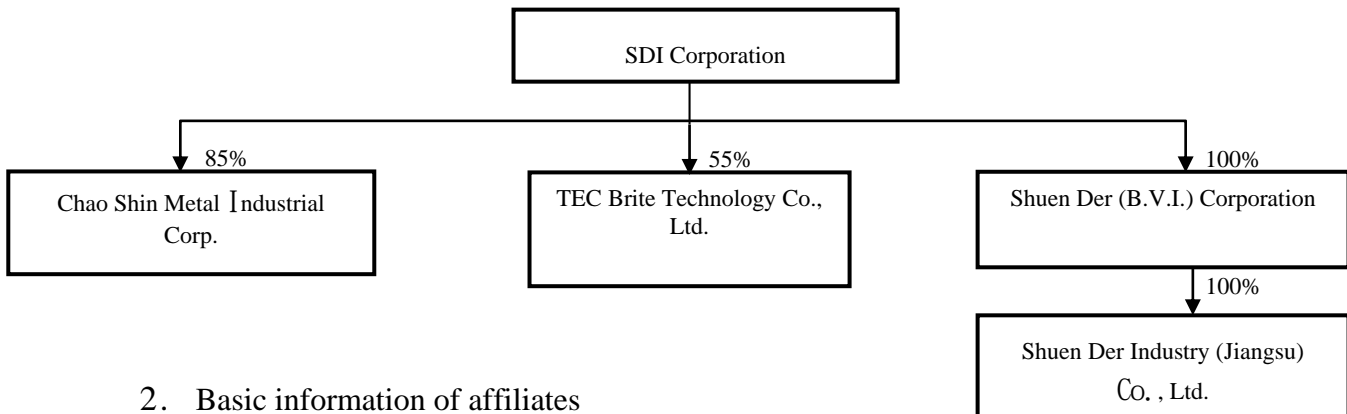 SDI Corporation
85%
55%
100%
Chao Shin Metal Industrial
Corp.
TEC Brite Technology Co.,
Ltd.
Shuen Der (B.V.I.) Corporation
100%
Shuen Der Industry (Jiangsu)
Co. , Ltd.
2. Basic information of affiliates